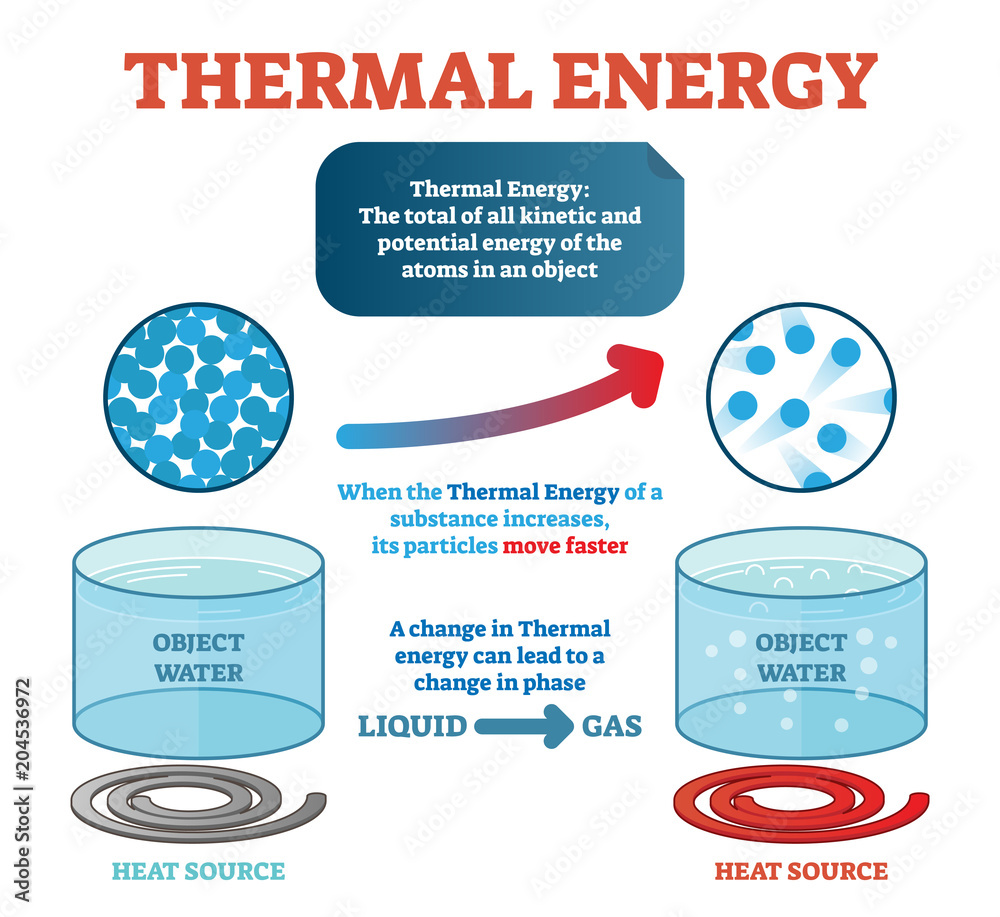 THERMAL ENERGY
Thermal Energy:
The total of all kinetic and
potential energy of the
atoms in an object
When the Thermal Energy of a
substance increases,
its particles move faster
OBJECT
WATER
A change in Thermal
energy can lead to a
change in phase
LIQUID GAS
OBJECT
WATER
HEAT SOURCE
HEAT SOURCE
Adobe Stock | #204536972